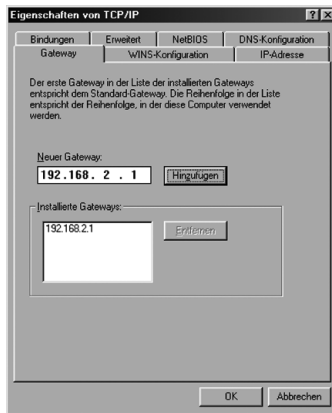 Eigenschaften von TCP/IP
Bindungen Erweitert NetBIOS DNS-Konfiguration
Gateway WINS-Konfiguration IP-Adresse
Der erste Gateway in der Liste der installierten Gateways
entspricht dem Standard-Gateway. Die Reihenfolge in der Liste
entspricht der Reihenfolge, in der diese Computer verwendet
werden.
Neuer Gateway:
192.168. 2 . 1 Hinzufügen
Installierte Gateways:
192.168.2.1 Entfernen
OK Abbrechen